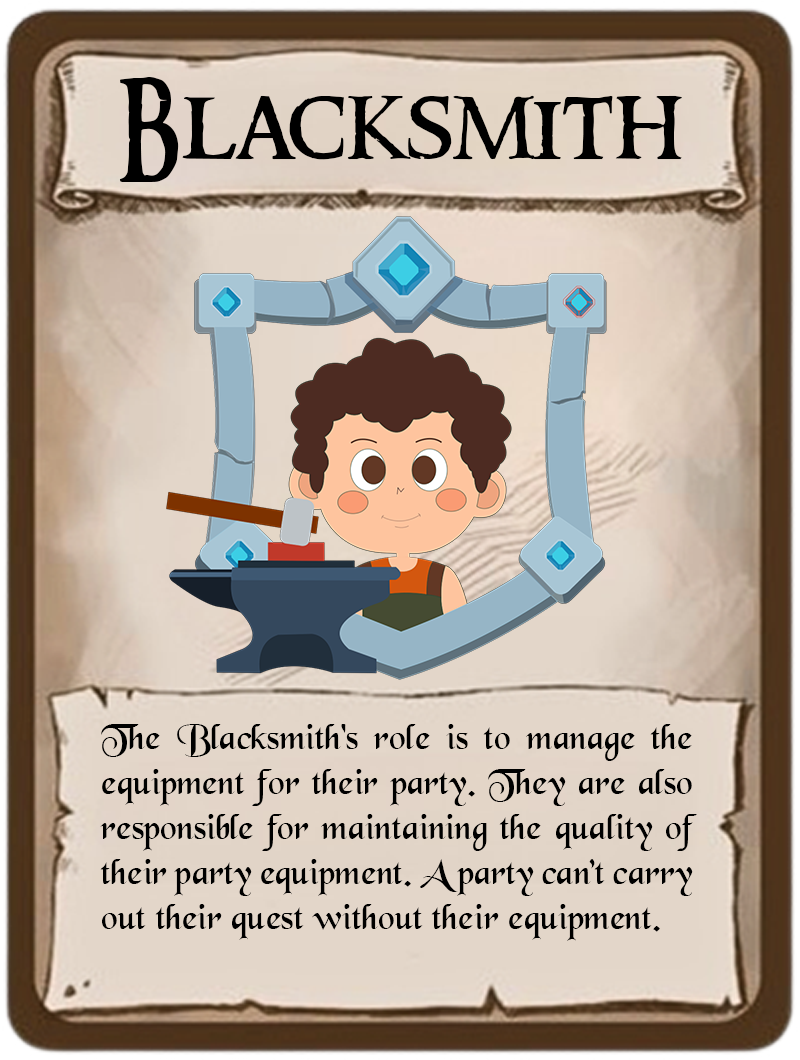 Blacksmith
The Blacksmith's role is to manage the
equipment for their party. They are also
responsible for maintaining the quality of
their party equipment. A party can't carry
out their quest without their equipment.